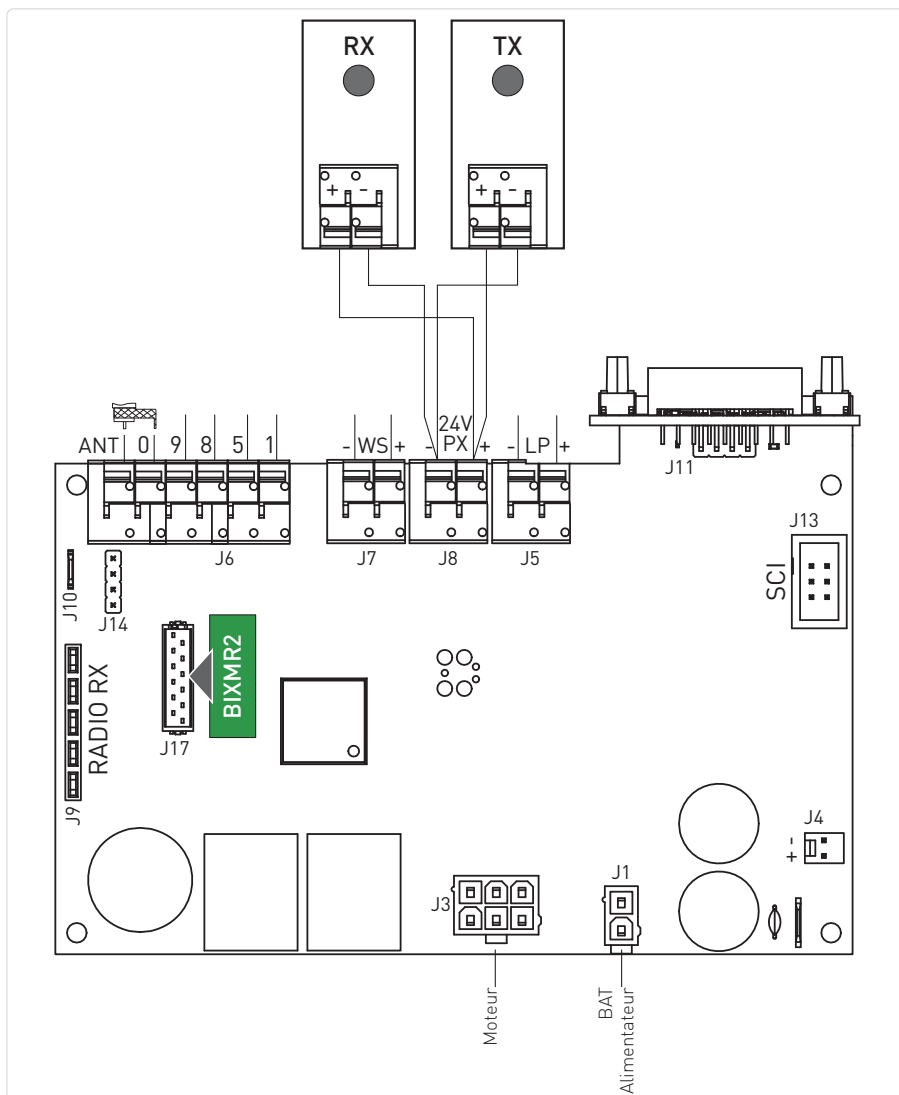 RX TX
+ - + -
ANT 0 9 8 5 1
- WS +
24V
- PX +
- LP +
J11
J6 J7 J8 J5
J13
SCI
J10
J14
RADIO RX
J9
J17
BIXMR2
J4
+ -
J3
J1
Moteur
BAT
Alimentateur